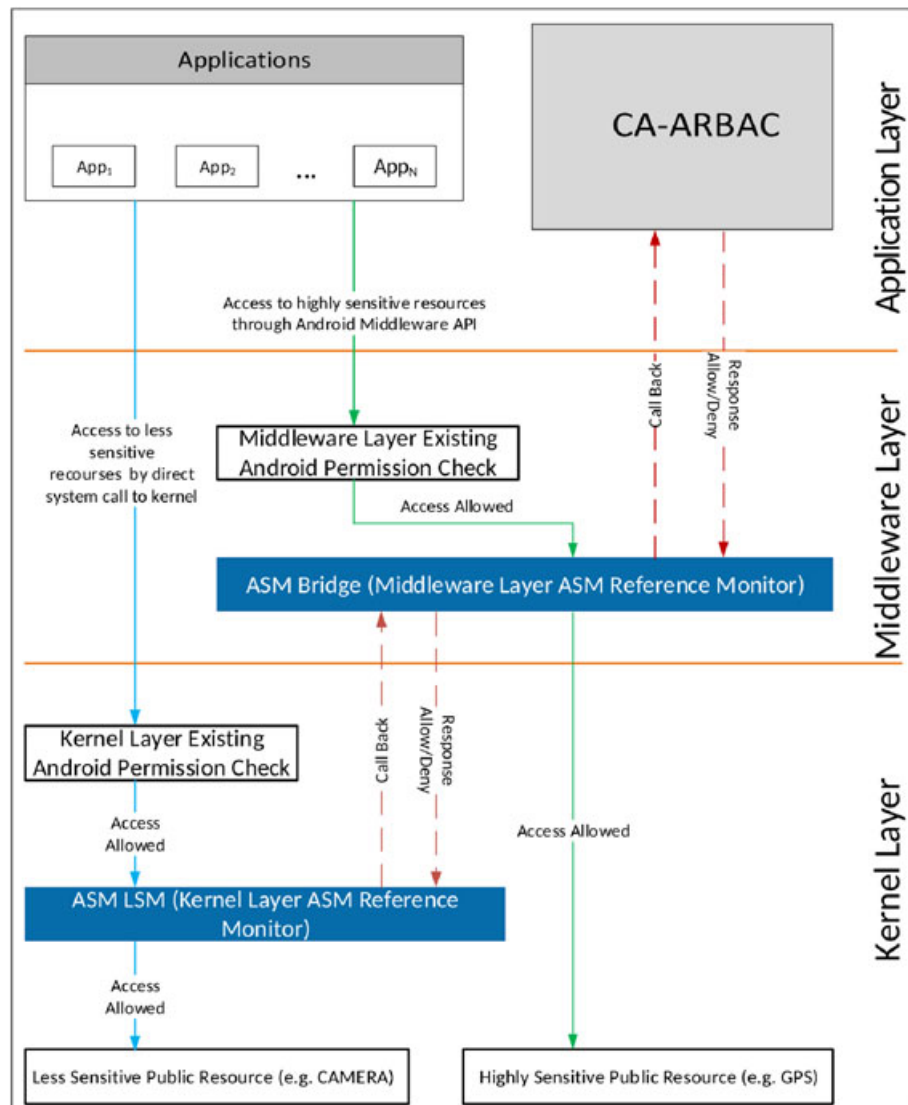 Applications
App₁
App₂
...
App_N
CA-ARBAC
Application Layer
Access to highly sensitive resources
through Android Middleware API
Call Back
Response
Allow/Deny
Access to less
sensitive
recourses by direct
system call to kernel
Middleware Layer Existing
Android Permission Check
Access Allowed
ASM Bridge (Middleware Layer ASM Reference Monitor)
Middleware Layer
Kernel Layer Existing
Android Permission Check
Call Back
Response
Allow/Deny
Access
Allowed
Access Allowed
ASM LSM (Kernel Layer ASM Reference
Monitor)
Kernel Layer
Access
Allowed
Less Sensitive Public Resource (e.g. CAMERA)
Highly Sensitive Public Resource (e.g. GPS)